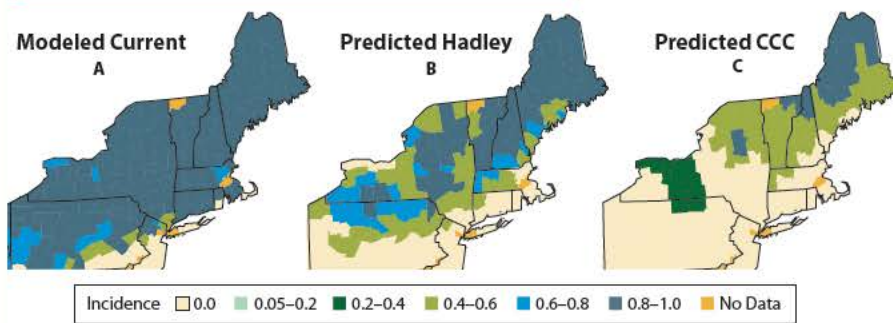 Modeled Current
A
Predicted Hadley
B
Predicted CCC
C
Incidence 0.0 0.05–0.2 0.2–0.4 0.4–0.6 0.6–0.8 0.8–1.0 No Data